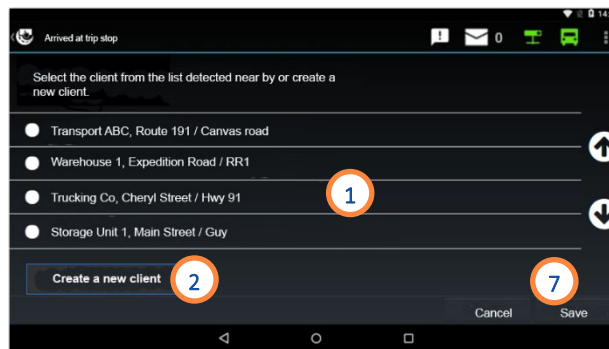 14:
Arrived at trip stop
0
Select the client from the list detected near by or create a
new client.
Transport ABC, Route 191 / Canvas road
Warehouse 1, Expedition Road / RR1
Trucking Co, Cheryl Street / Hwy 91
1
Storage Unit 1, Main Street / Guy
Create a new client
2
7
Cancel
Save